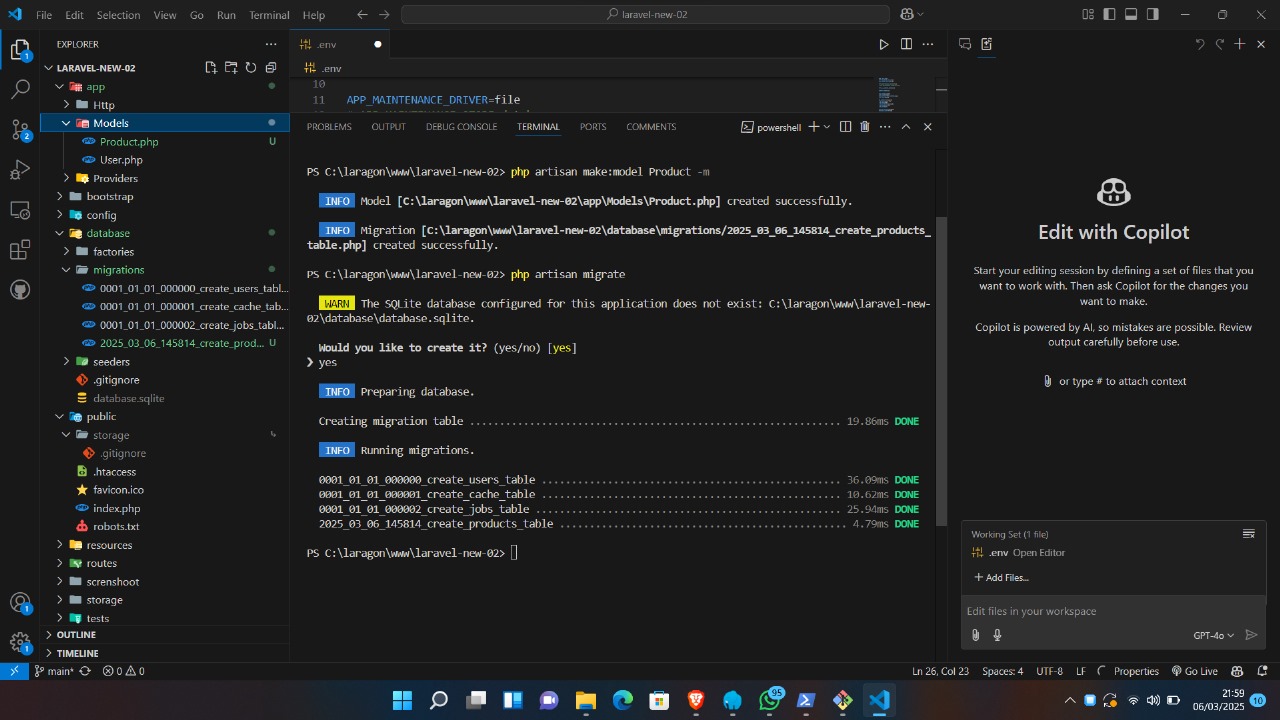 File Edit Selection View Go Run Terminal Help
laravel-new-02
EXPLORER
LARAVEL-NEW-02
app
Http
Models
Product.php U
User.php
Providers
bootstrap
config
database
factories
migrations
0001_01_01_000000_create_users_tabl...
0001_01_01_000001_create_cache_tab...
0001_01_01_000002_create_jobs_tabl...
2025_03_06_145814_create_prod... U
seeders
.gitignore
database.sqlite
public
storage
.gitignore
.htaccess
favicon.ico
index.php
robots.txt
resources
routes
screnshoot
storage
tests
OUTLINE
TIMELINE
.env
.env
10
11 APP_MAINTENANCE_DRIVER=file
PROBLEMS OUTPUT DEBUG CONSOLE TERMINAL PORTS COMMENTS
powershell
PS C:\laragon\www\laravel-new-02> php artisan make:model Product -m
INFO Model [C:\laragon\www\laravel-new-02\app\Models\Product.php] created successfully.
INFO Migration [C:\laragon\www\laravel-new-02\database\migrations/2025_03_06_145814_create_products_
table.php] created successfully.
PS C:\laragon\www\laravel-new-02> php artisan migrate
WARN The SQLite database configured for this application does not exist: C:\laragon\www\laravel-new-
02\database\database.sqlite.
Would you like to create it? (yes/no) [yes]
❯ yes
INFO Preparing database.
Creating migration table ............................................................. 19.86ms DONE
INFO Running migrations.
0001_01_01_000000_create_users_table ................................................. 36.09ms DONE
0001_01_01_000001_create_cache_table ................................................. 10.62ms DONE
0001_01_01_000002_create_jobs_table .................................................. 25.94ms DONE
2025_03_06_145814_create_products_table ............................................... 4.79ms DONE
PS C:\laragon\www\laravel-new-02>
Edit with Copilot
Start your editing session by defining a set of files that you
want to work with. Then ask Copilot for the changes you
want to make.
Copilot is powered by AI, so mistakes are possible. Review
output carefully before use.
or type # to attach context
Working Set (1 file)
.env Open Editor
+ Add Files...
Edit files in your workspace
GPT-4o
1
2
1
1
main* 0 0
Ln 26, Col 23 Spaces: 4 UTF-8 LF Properties Go Live
95
21:59
06/03/2025
10